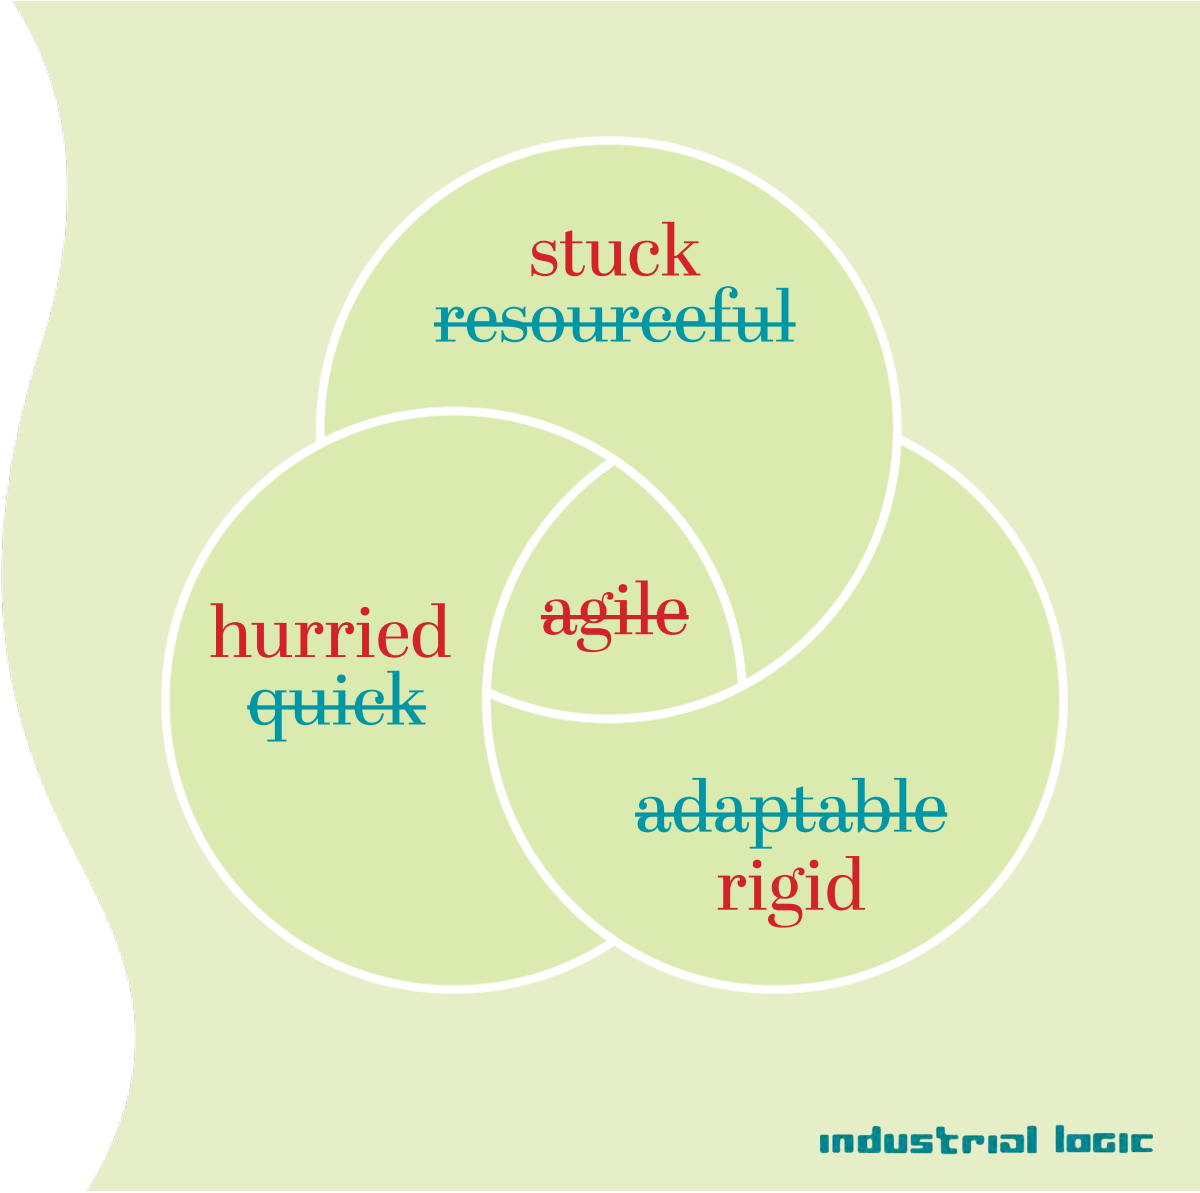 stuck
resourceful
hurried
quick
agile
adaptable
rigid
industrial logic